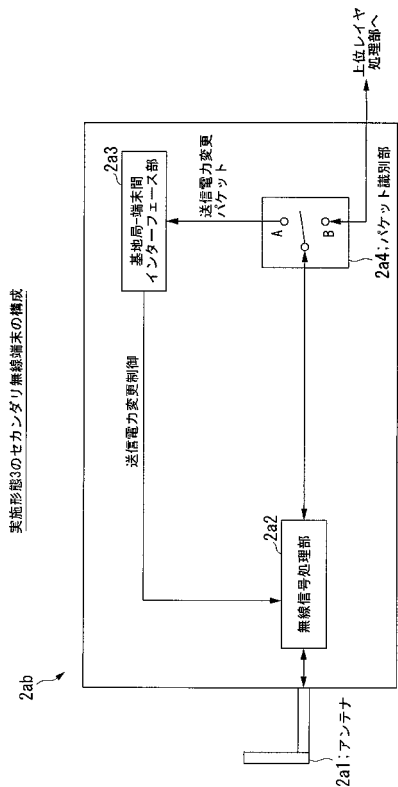 実施形態3のセカンダリ無線端末の構成
2ab
2a1;アンテナ
2a2
無線信号処理部
送信電力変更制御
2a3
基地局-端末間
インターフェース部
送信電力変更
パケット
A
B
2a4;パケット識別部
上位レイヤ
処理部へ